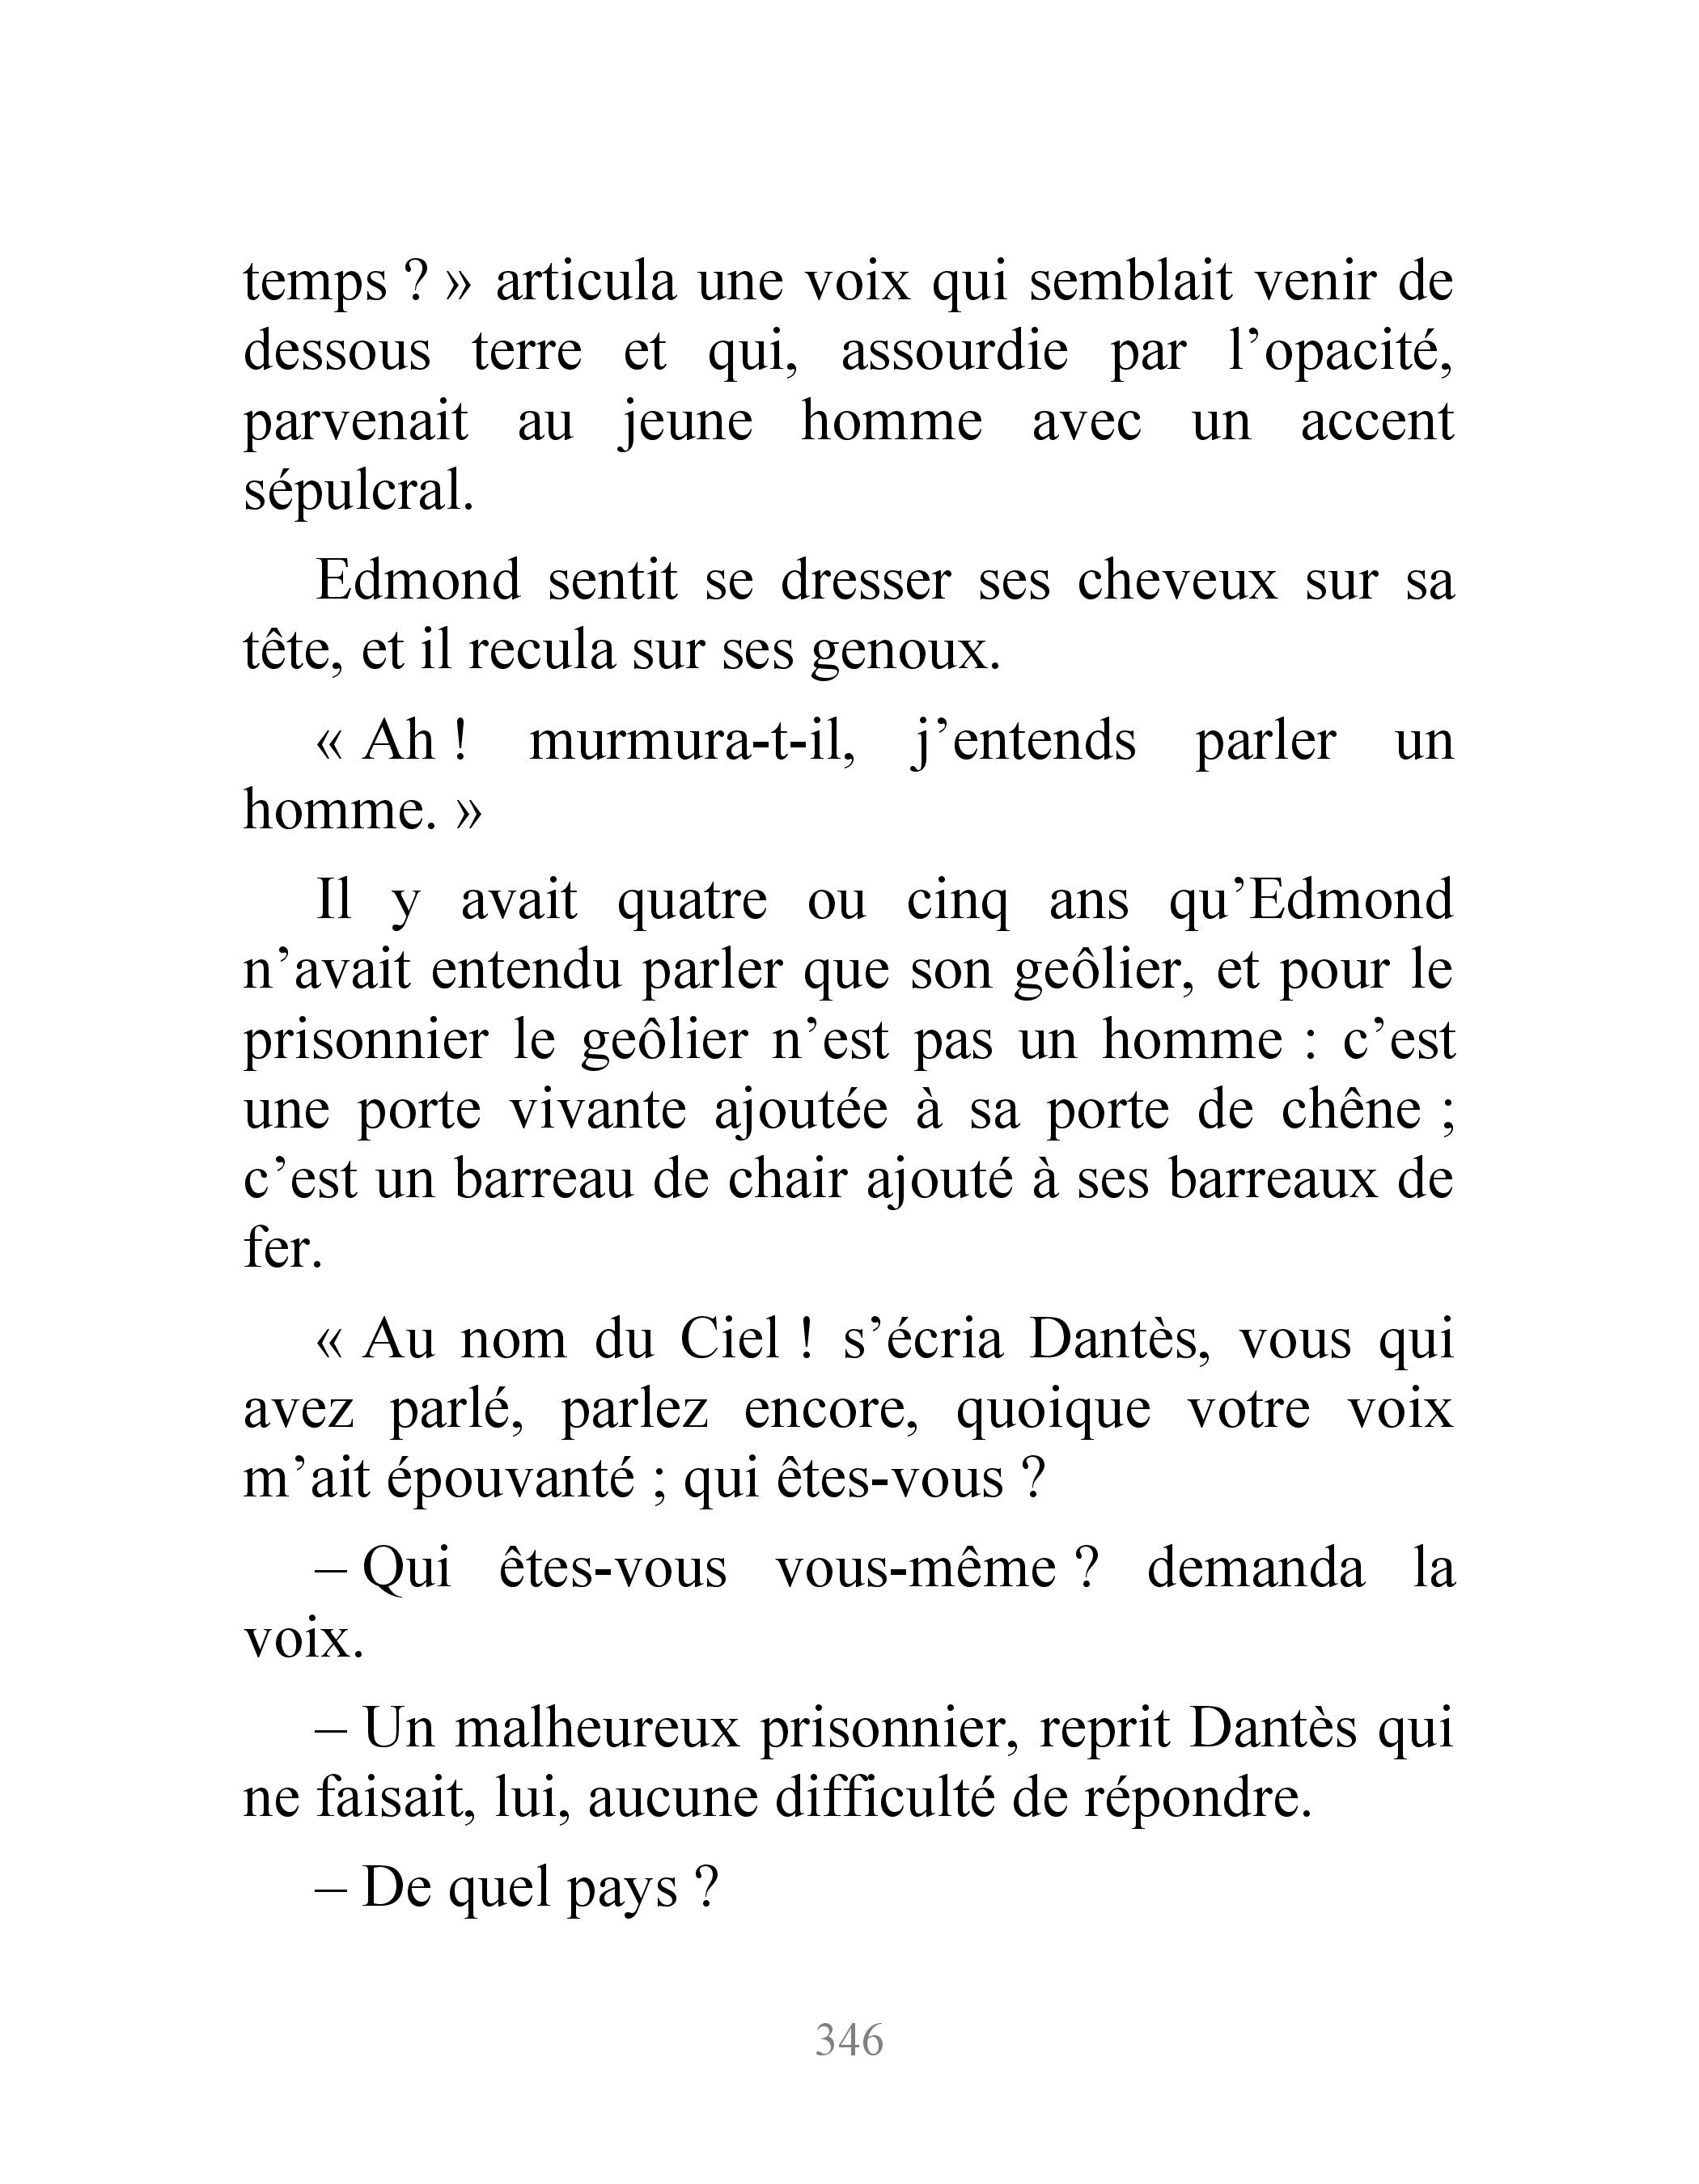 temps ? » articula une voix qui semblait venir de
dessous terre et qui, assourdie par l’opacité,
parvenait au jeune homme avec un accent
sépulcral.
Edmond sentit se dresser ses cheveux sur sa
tête, et il recula sur ses genoux.
« Ah ! murmura-t-il, j’entends parler un
homme. »
Il y avait quatre ou cinq ans qu’Edmond
n’avait entendu parler que son geôlier, et pour le
prisonnier le geôlier n’est pas un homme : c’est
une porte vivante ajoutée à sa porte de chêne ;
c’est un barreau de chair ajouté à ses barreaux de
fer.
« Au nom du Ciel ! s’écria Dantès, vous qui
avez parlé, parlez encore, quoique votre voix
m’ait épouvanté ; qui êtes-vous ?
– Qui êtes-vous vous-même ? demanda la
voix.
– Un malheureux prisonnier, reprit Dantès qui
ne faisait, lui, aucune difficulté de répondre.
– De quel pays ?
346